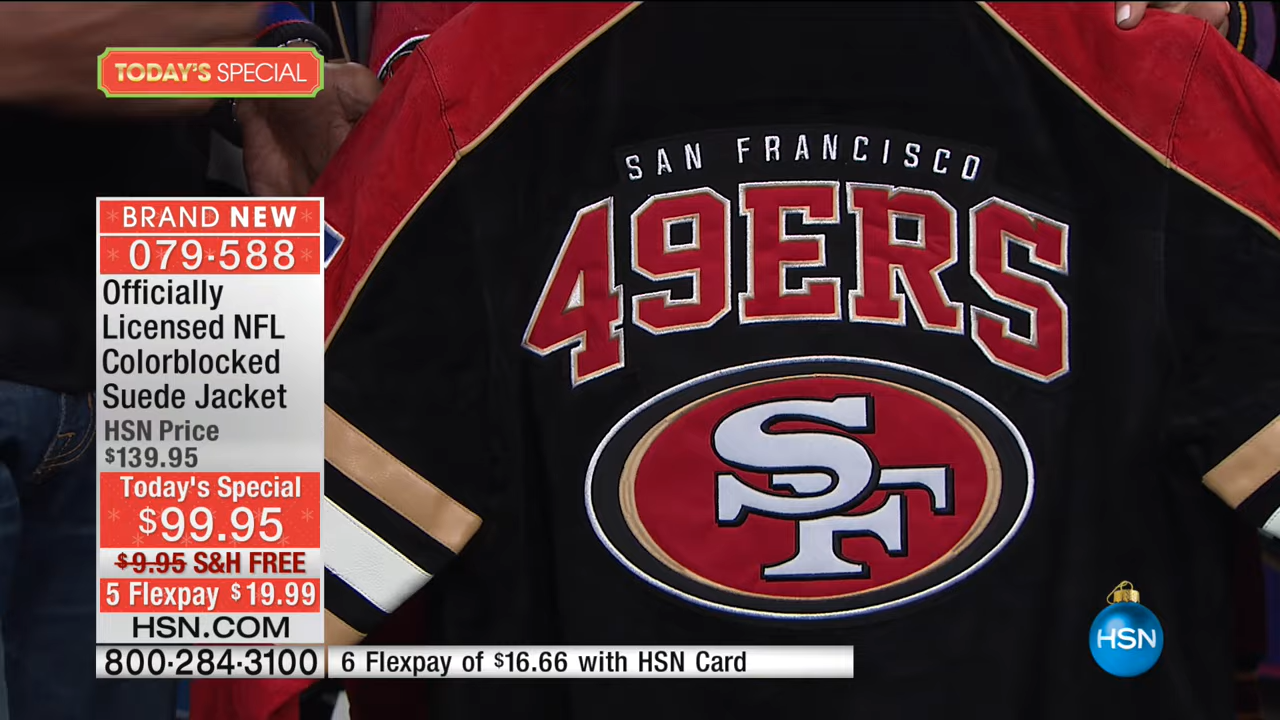 TODAY'S SPECIAL
BRAND NEW
079·588
Officially
Licensed NFL
Colorblocked
Suede Jacket
HSN Price
$139.95
Today's Special
$99.95
$9.95 S&H FREE
5 Flexpay $19.99
HSN.COM
800·284·3100
6 Flexpay of $16.66 with HSN Card
SAN FRANCISCO
49ERS
SF
HSN